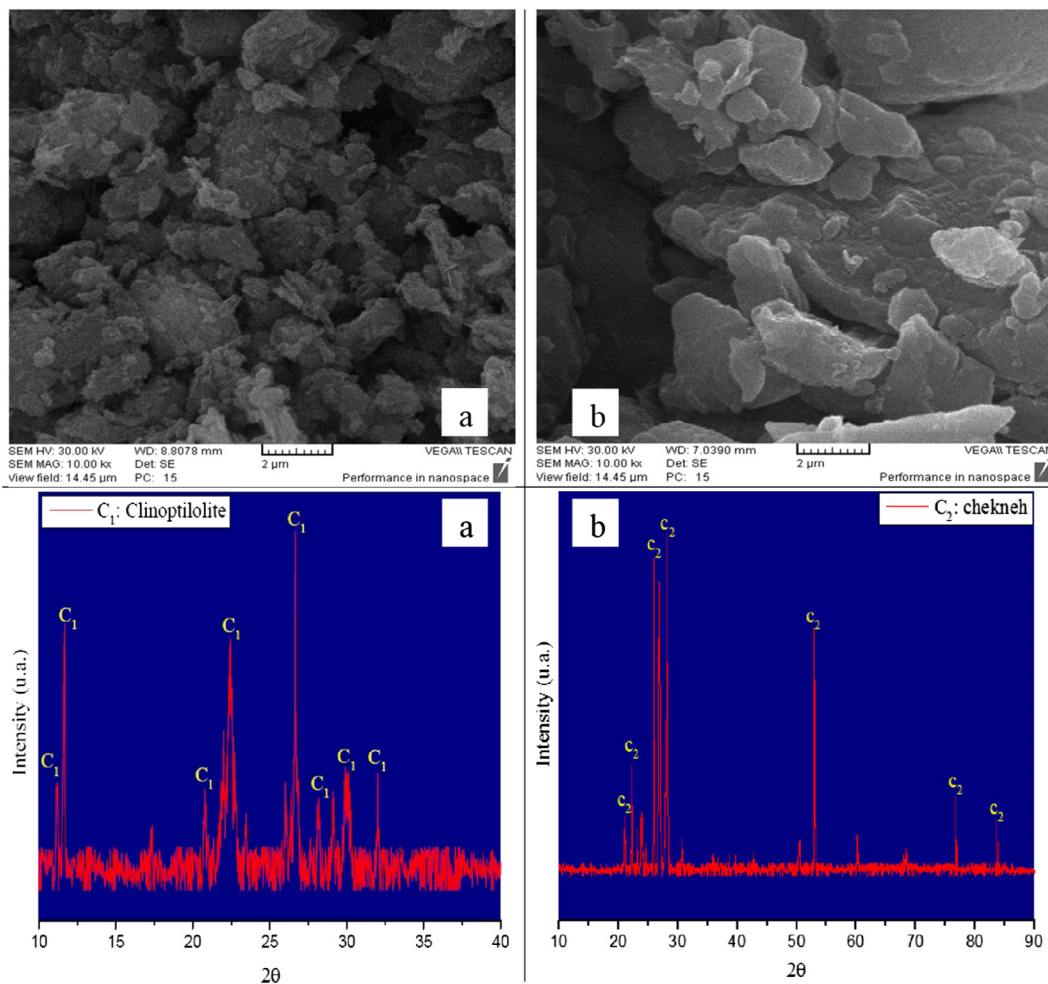 a
SEM HV: 30.00 kV WD: 8.8078 mm VEGA\\ TESCAN
SEM MAG: 10.00 kx Det: SE 2 µm
View field: 14.45 µm PC: 15 Performance in nanospace
b
SEM HV: 30.00 kV WD: 7.0390 mm VEGA\\ TESCAN
SEM MAG: 10.00 kx Det: SE 2 µm
View field: 14.45 µm PC: 15 Performance in nanospace
C₁: Clinoptilolite
a
C₁
C₁
C₁
C₁
C₁
C₁
C₁
C₁
Intensity (u.a.)
10 15 20 25 30 35 40
2θ
C₂: chekneh
b
c₂
c₂
c₂
c₂
c₂
c₂
c₂
Intensity (u.a.)
10 20 30 40 50 60 70 80 90
2θ